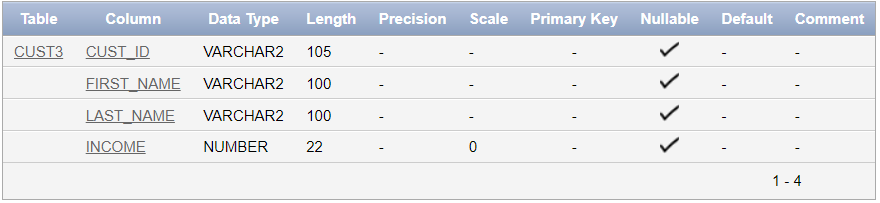 Table Column Data Type Length Precision Scale Primary Key Nullable Default Comment
CUST3 CUST_ID VARCHAR2 105 - - - ✓ - -
FIRST_NAME VARCHAR2 100 - - - ✓ - -
LAST_NAME VARCHAR2 100 - - - ✓ - -
INCOME NUMBER 22 - 0 - ✓ - -
1 - 4